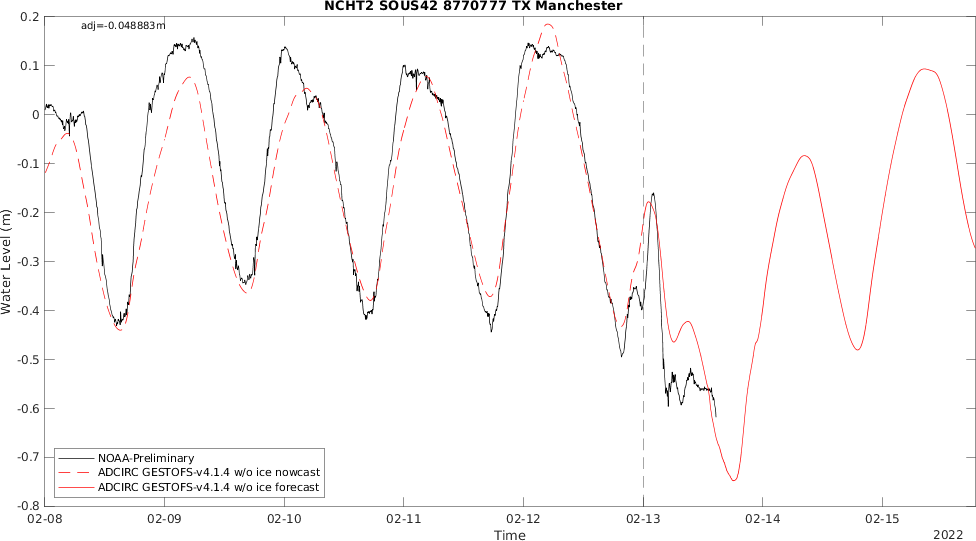 NCHT2 SOUS42 8770777 TX Manchester
adj=-0.048883m
0.2
0.1
0
-0.1
-0.2
-0.3
-0.4
-0.5
-0.6
-0.7
-0.8
Water Level (m)
NOAA-Preliminary
ADCIRC GESTOFS-v4.1.4 w/o ice nowcast
ADCIRC GESTOFS-v4.1.4 w/o ice forecast
02-08 02-09 02-10 02-11 02-12 02-13 02-14 02-15
Time
2022